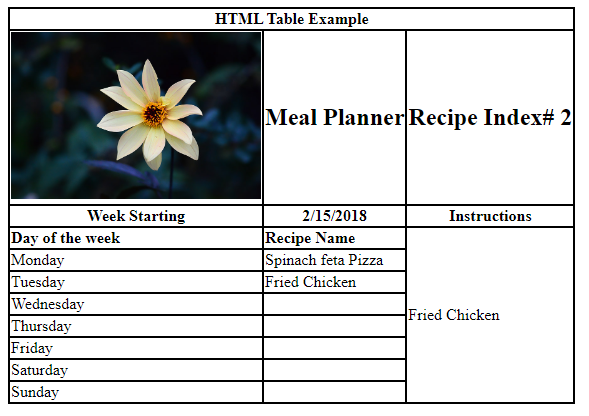 HTML Table Example
Meal Planner Recipe Index# 2
Week Starting 2/15/2018 Instructions
Day of the week Recipe Name
Monday Spinach feta Pizza
Tuesday Fried Chicken
Wednesday
Thursday
Friday
Saturday
Sunday
Fried Chicken